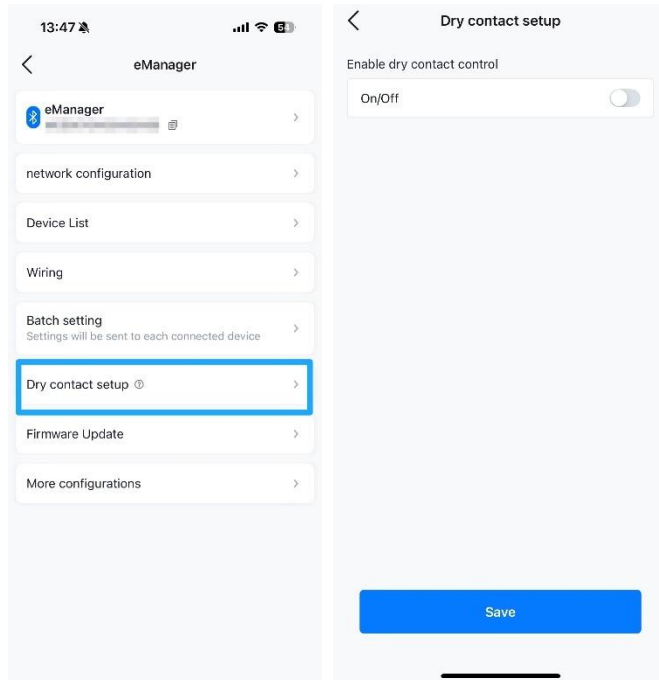 13:47
54
eManager
eManager
network configuration
Device List
Wiring
Batch setting
Settings will be sent to each connected device
Dry contact setup
Firmware Update
More configurations
Dry contact setup
Enable dry contact control
On/Off
Save